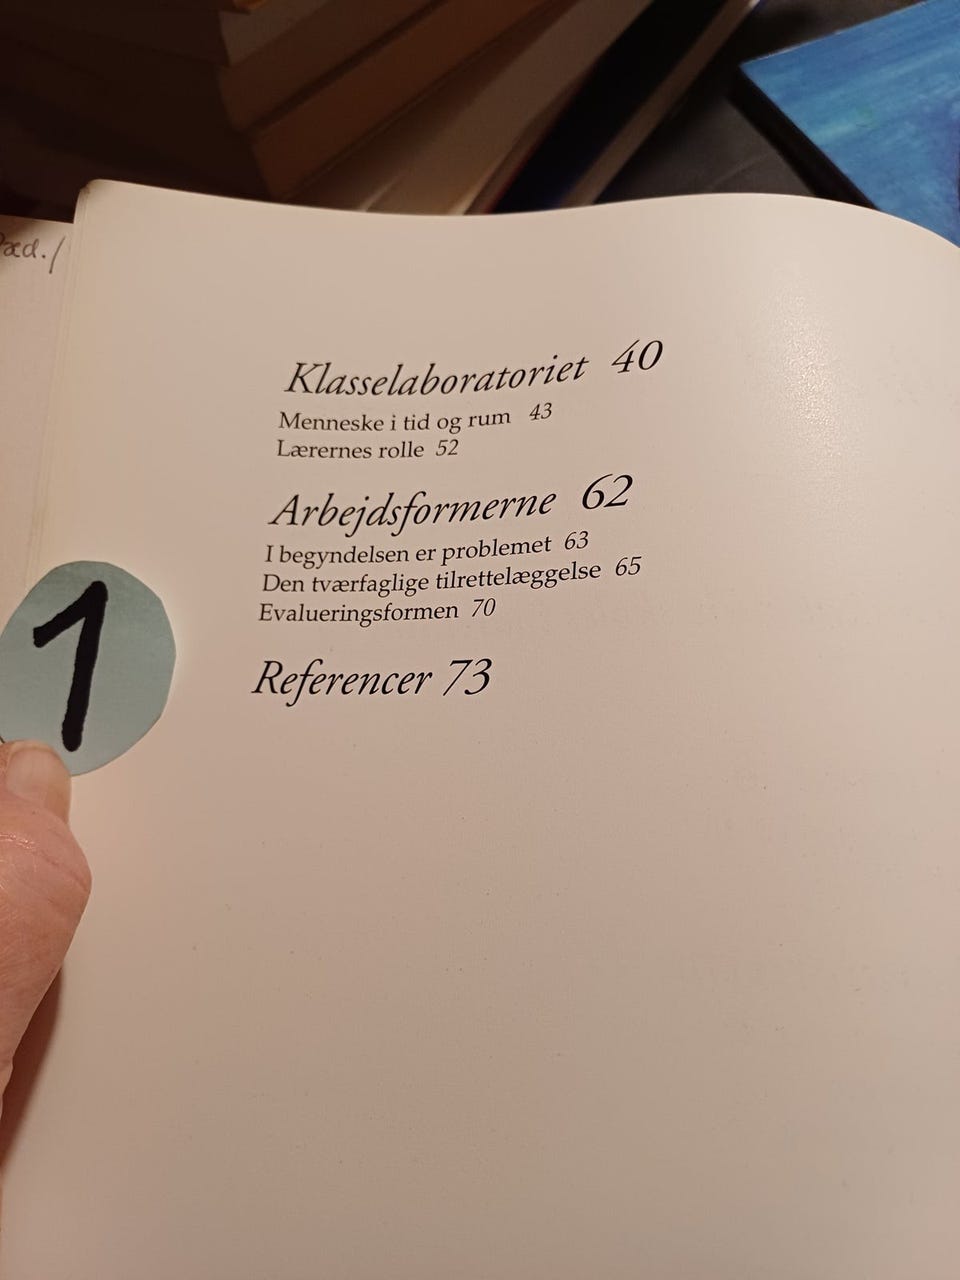 Klasselaboratoriet 40
Menneske i tid og rum 43
Lærernes rolle 52
Arbejdsformerne 62
I begyndelsen er problemet 63
Den tværfaglige tilrettelæggelse 65
Evalueringsformen 70
Referencer 73
1